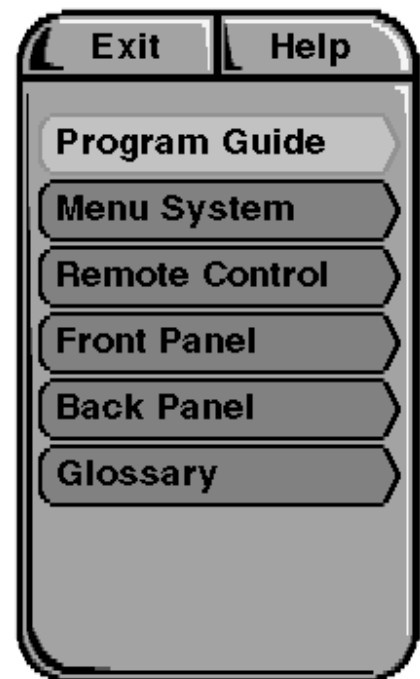 Exit Help
Program Guide
Menu System
Remote Control
Front Panel
Back Panel
Glossary